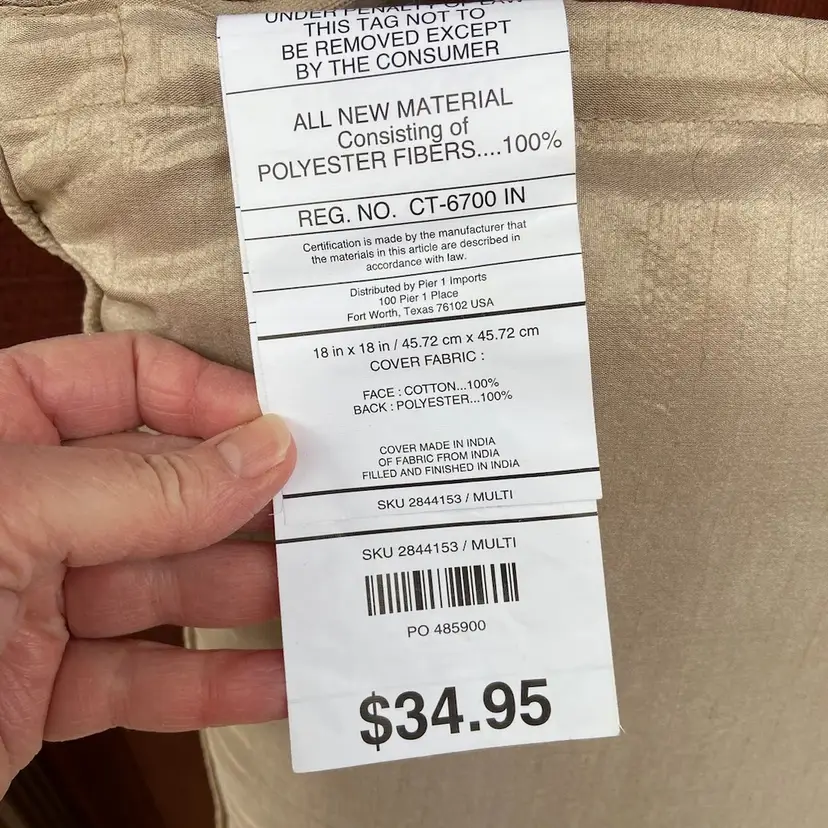 UNDER PENALTY OF LAW
THIS TAG NOT TO
BE REMOVED EXCEPT
BY THE CONSUMER
ALL NEW MATERIAL
Consisting of
POLYESTER FIBERS....100%
REG. NO. CT-6700 IN
Certification is made by the manufacturer that
the materials in this article are described in
accordance with law.
Distributed by Pier 1 Imports
100 Pier 1 Place
Fort Worth, Texas 76102 USA
18 in x 18 in / 45.72 cm x 45.72 cm
COVER FABRIC :
FACE : COTTON...100%
BACK : POLYESTER...100%
COVER MADE IN INDIA
OF FABRIC FROM INDIA
FILLED AND FINISHED IN INDIA
SKU 2844153 / MULTI
SKU 2844153 / MULTI
PO 485900
$34.95